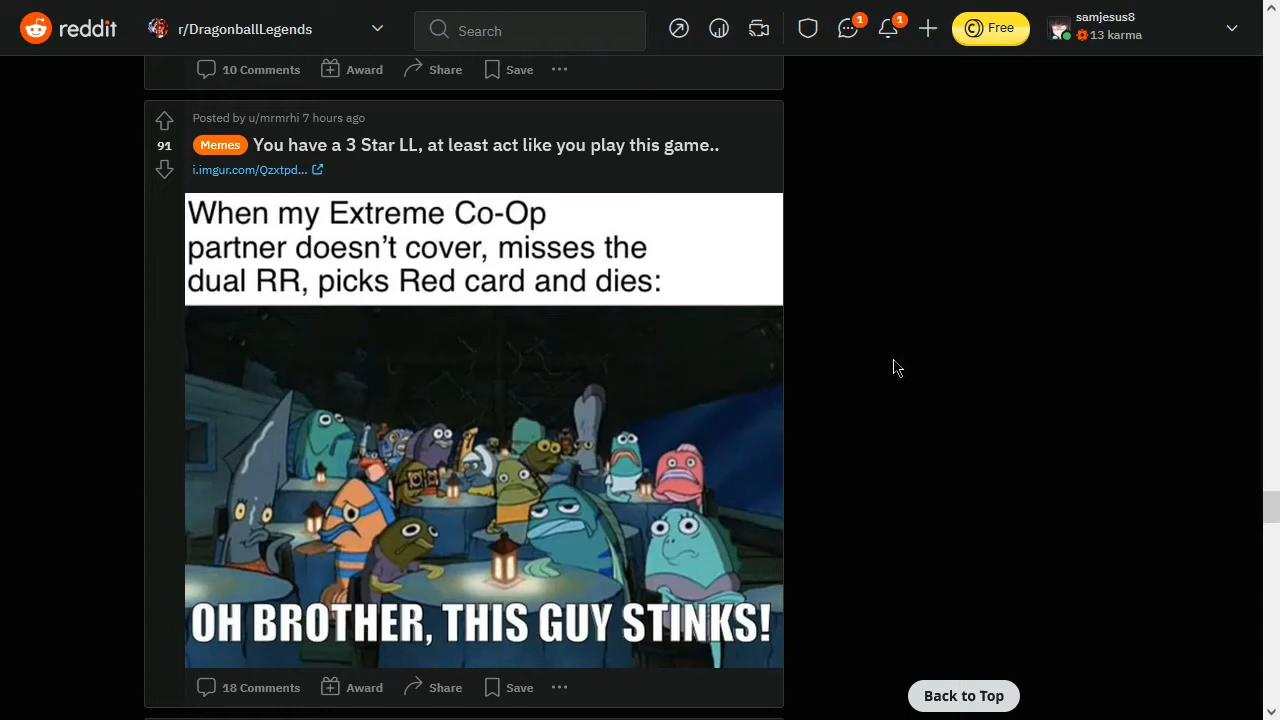 reddit
r/DragonballLegends
Search
1
1
Free
samjesus8
13 karma
10 Comments
Award
Share
Save
Posted by u/mrmrhi 7 hours ago
91
Memes
You have a 3 Star LL, at least act like you play this game..
i.imgur.com/Qzxtpd...
When my Extreme Co-Op
partner doesn’t cover, misses the
dual RR, picks Red card and dies:
OH BROTHER, THIS GUY STINKS!
18 Comments
Award
Share
Save
Back to Top